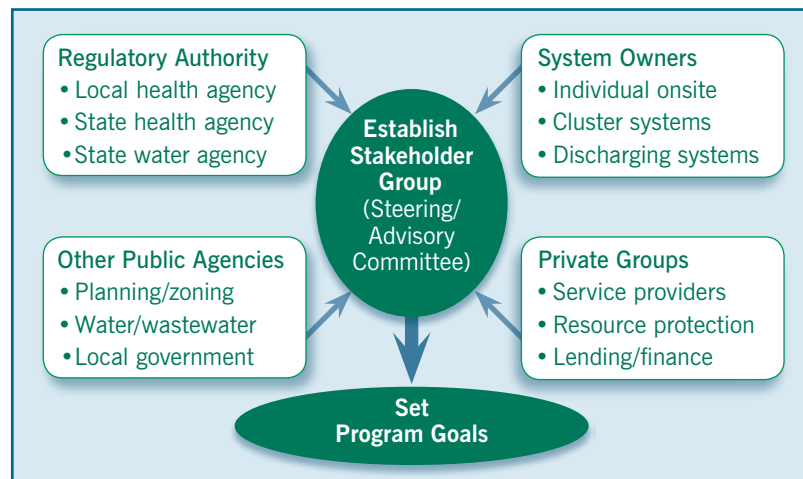 Regulatory Authority
• Local health agency
• State health agency
• State water agency
System Owners
• Individual onsite
• Cluster systems
• Discharging systems
Establish
Stakeholder
Group
(Steering/
Advisory
Committee)
Other Public Agencies
• Planning/zoning
• Water/wastewater
• Local government
Private Groups
• Service providers
• Resource protection
• Lending/finance
Set
Program Goals